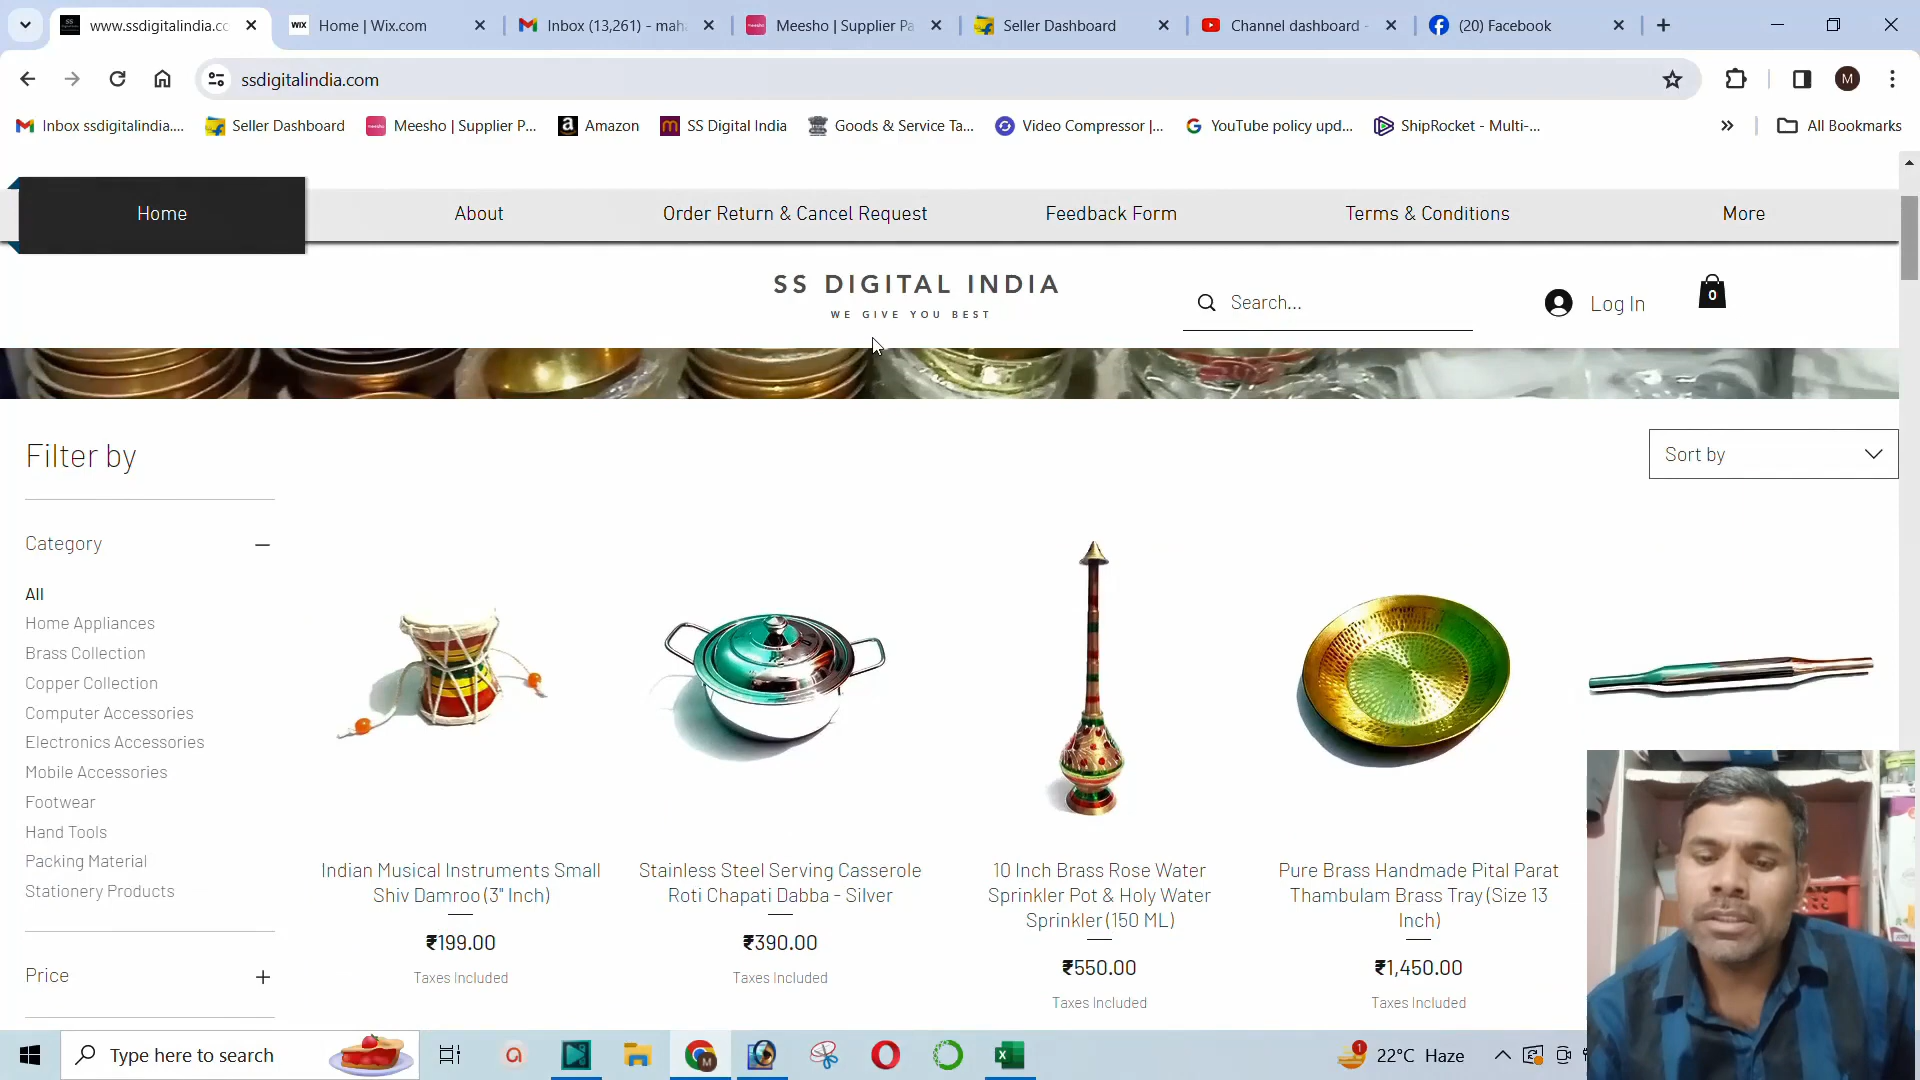 www.ssdigitalindia.cc
WiX Home | Wix.com
Inbox (13,261) - mah
Meesho | Supplier Pa
Seller Dashboard
Channel dashboard -
(20) Facebook
ssdigitalindia.com
M
Inbox ssdigitalindia....
Seller Dashboard
Meesho | Supplier P...
Amazon
SS Digital India
Goods & Service Ta...
Video Compressor |...
YouTube policy upd...
ShipRocket - Multi-...
All Bookmarks
Home
About
Order Return & Cancel Request
Feedback Form
Terms & Conditions
More
SS DIGITAL INDIA
WE GIVE YOU BEST
Search...
Log In
0
Filter by
Sort by
Category
All
Home Appliances
Brass Collection
Copper Collection
Computer Accessories
Electronics Accessories
Mobile Accessories
Footwear
Hand Tools
Packing Material
Stationery Products
Price
Indian Musical Instruments Small
Shiv Damroo (3" Inch)
₹199.00
Taxes Included
Stainless Steel Serving Casserole
Roti Chapati Dabba - Silver
₹390.00
Taxes Included
10 Inch Brass Rose Water
Sprinkler Pot & Holy Water
Sprinkler (150 ML)
₹550.00
Taxes Included
Pure Brass Handmade Pital Parat
Thambulam Brass Tray (Size 13
Inch)
₹1,450.00
Taxes Included
Type here to search
1
22°C Haze